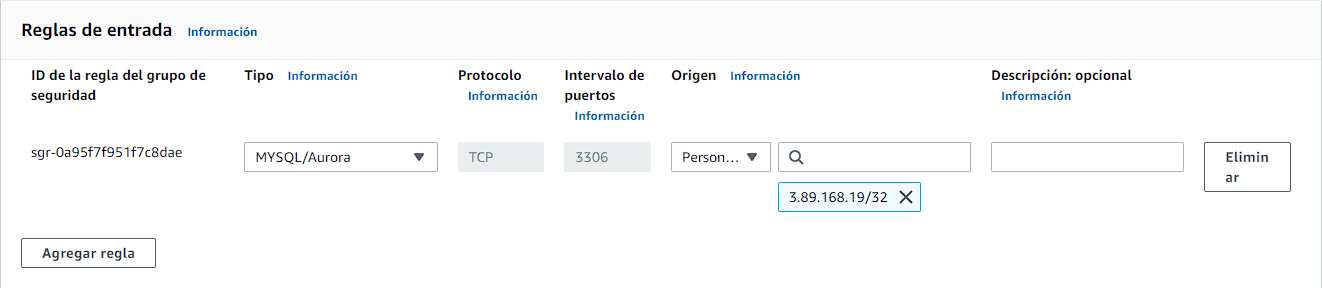 Reglas de entrada Información
ID de la regla del grupo de
seguridad
Tipo Información
Protocolo
Información
Intervalo de
puertos
Información
Origen Información
Descripción: opcional
Información
sgr-0a95f7f951f7c8dae
MYSQL/Aurora
TCP
3306
Person...
3.89.168.19/32
Elimin
ar
Agregar regla